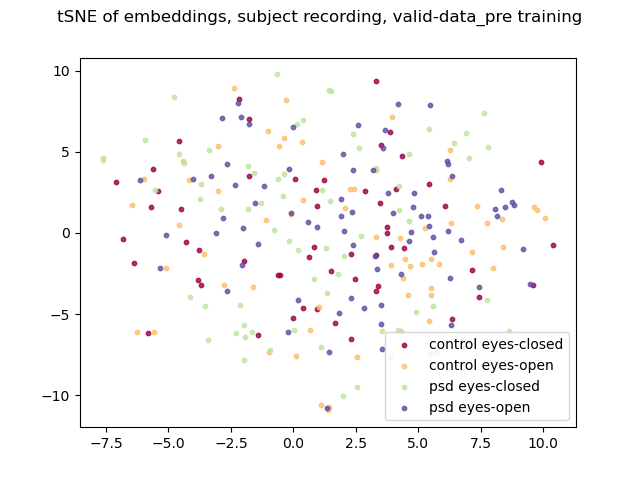 tSNE of embeddings, subject recording, valid-data_pre training
10
5
0
−5
−10
−7.5
−5.0
−2.5
0.0
2.5
5.0
7.5
10.0
control eyes-closed
control eyes-open
psd eyes-closed
psd eyes-open